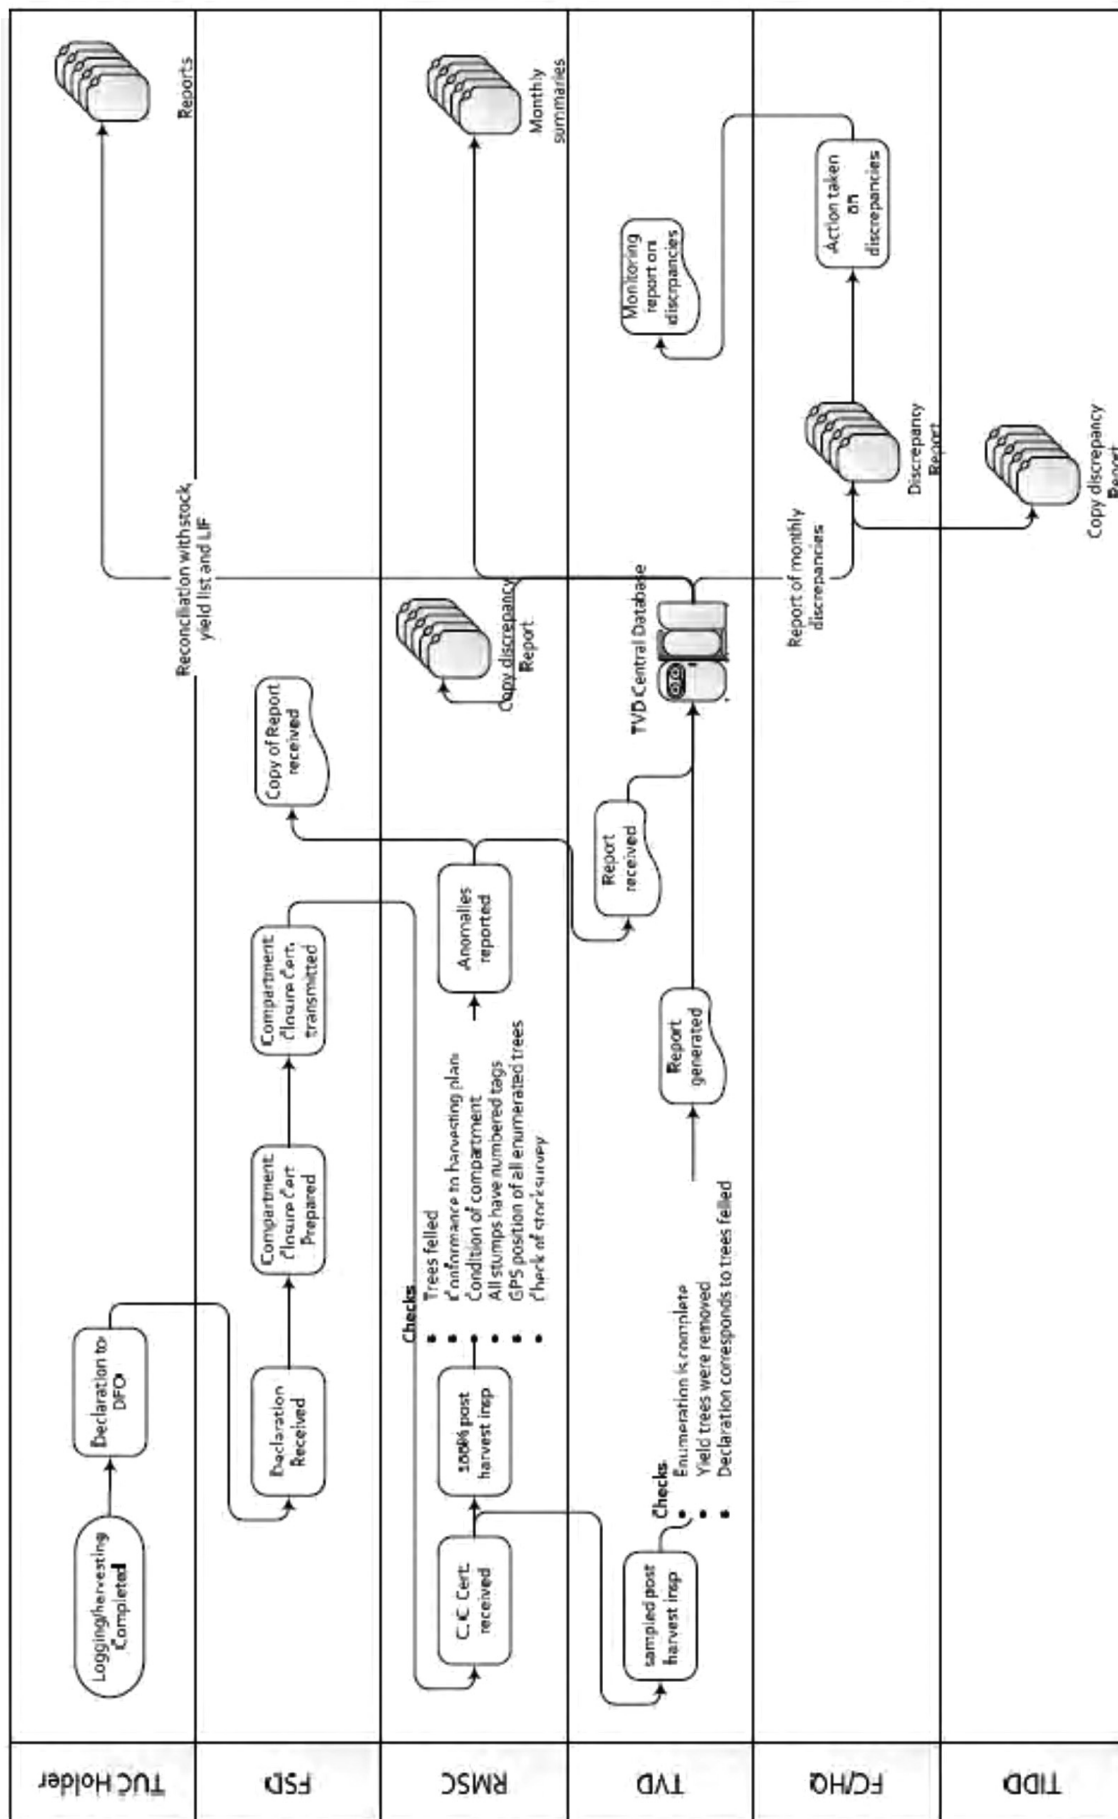 TUC Holder
Logging/harvesting
Completed
Declaration to
DFO
Reconciliation with stock,
yield list and LIF
Reports
FSD
Declaration
Received
Compartment
Closure Cert
Prepared
Compartment
Closure Cert.
transmitted
Copy of Report
received
RMSC
C.C Cert.
received
100% post
harvest insp
Checks
• Trees felled
• Conformance to harvesting plan
• Condition of compartment
• All stumps have numbered tags
• GPS position of all enumerated trees
• Check of stock survey
Anomalies
reported
Copy discrepancy
Report
Monthly
summaries
TVD
sampled post
harvest insp
Checks
• Enumeration is complete
• Yield trees were removed
• Declaration corresponds to trees felled
Report
generated
Report
received
TVD Central Database
Monitoring
report on
discrpancies
FC/HQ
Report of monthly
discrepancies
Discrepancy
Report
Action taken
on
discrepancies
TIDD
Copy discrepancy
Report